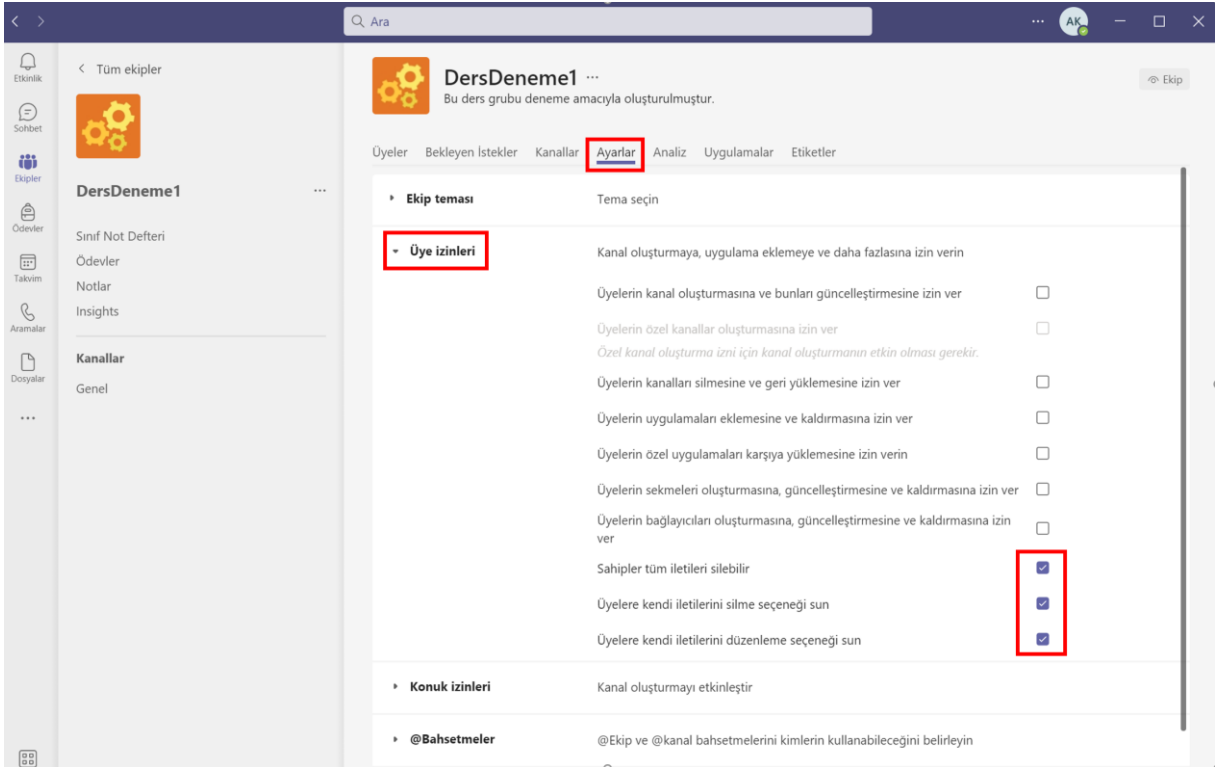 Ara
AK
Etkinlik
Sohbet
Ekipler
Ödevler
Takvim
Aramalar
Dosyalar
Tüm ekipler
DersDeneme1
Sınıf Not Defteri
Ödevler
Notlar
Insights
Kanallar
Genel
DersDeneme1
Bu ders grubu deneme amacıyla oluşturulmuştur.
Ekip
Üyeler Bekleyen İstekler Kanallar Ayarlar Analiz Uygulamalar Etiketler
Ekip teması Tema seçin
Üye izinleri Kanal oluşturmaya, uygulama eklemeye ve daha fazlasına izin verin
Üyelerin kanal oluşturmasına ve bunları güncelleştirmesine izin ver
Üyelerin özel kanallar oluşturmasına izin ver
Özel kanal oluşturma izni için kanal oluşturmanın etkin olması gerekir.
Üyelerin kanalları silmesine ve geri yüklemesine izin ver
Üyelerin uygulamaları eklemesine ve kaldırmasına izin ver
Üyelerin özel uygulamaları karşıya yüklemesine izin verin
Üyelerin sekmeleri oluşturmasına, güncelleştirmesine ve kaldırmasına izin ver
Üyelerin bağlayıcıları oluşturmasına, güncelleştirmesine ve kaldırmasına izin
ver
Sahipler tüm iletileri silebilir
Üyelere kendi iletilerini silme seçeneği sun
Üyelere kendi iletilerini düzenleme seçeneği sun
Konuk izinleri Kanal oluşturmayı etkinleştir
@Bahsetmeler @Ekip ve @kanal bahsetmelerini kimlerin kullanabileceğini belirleyin